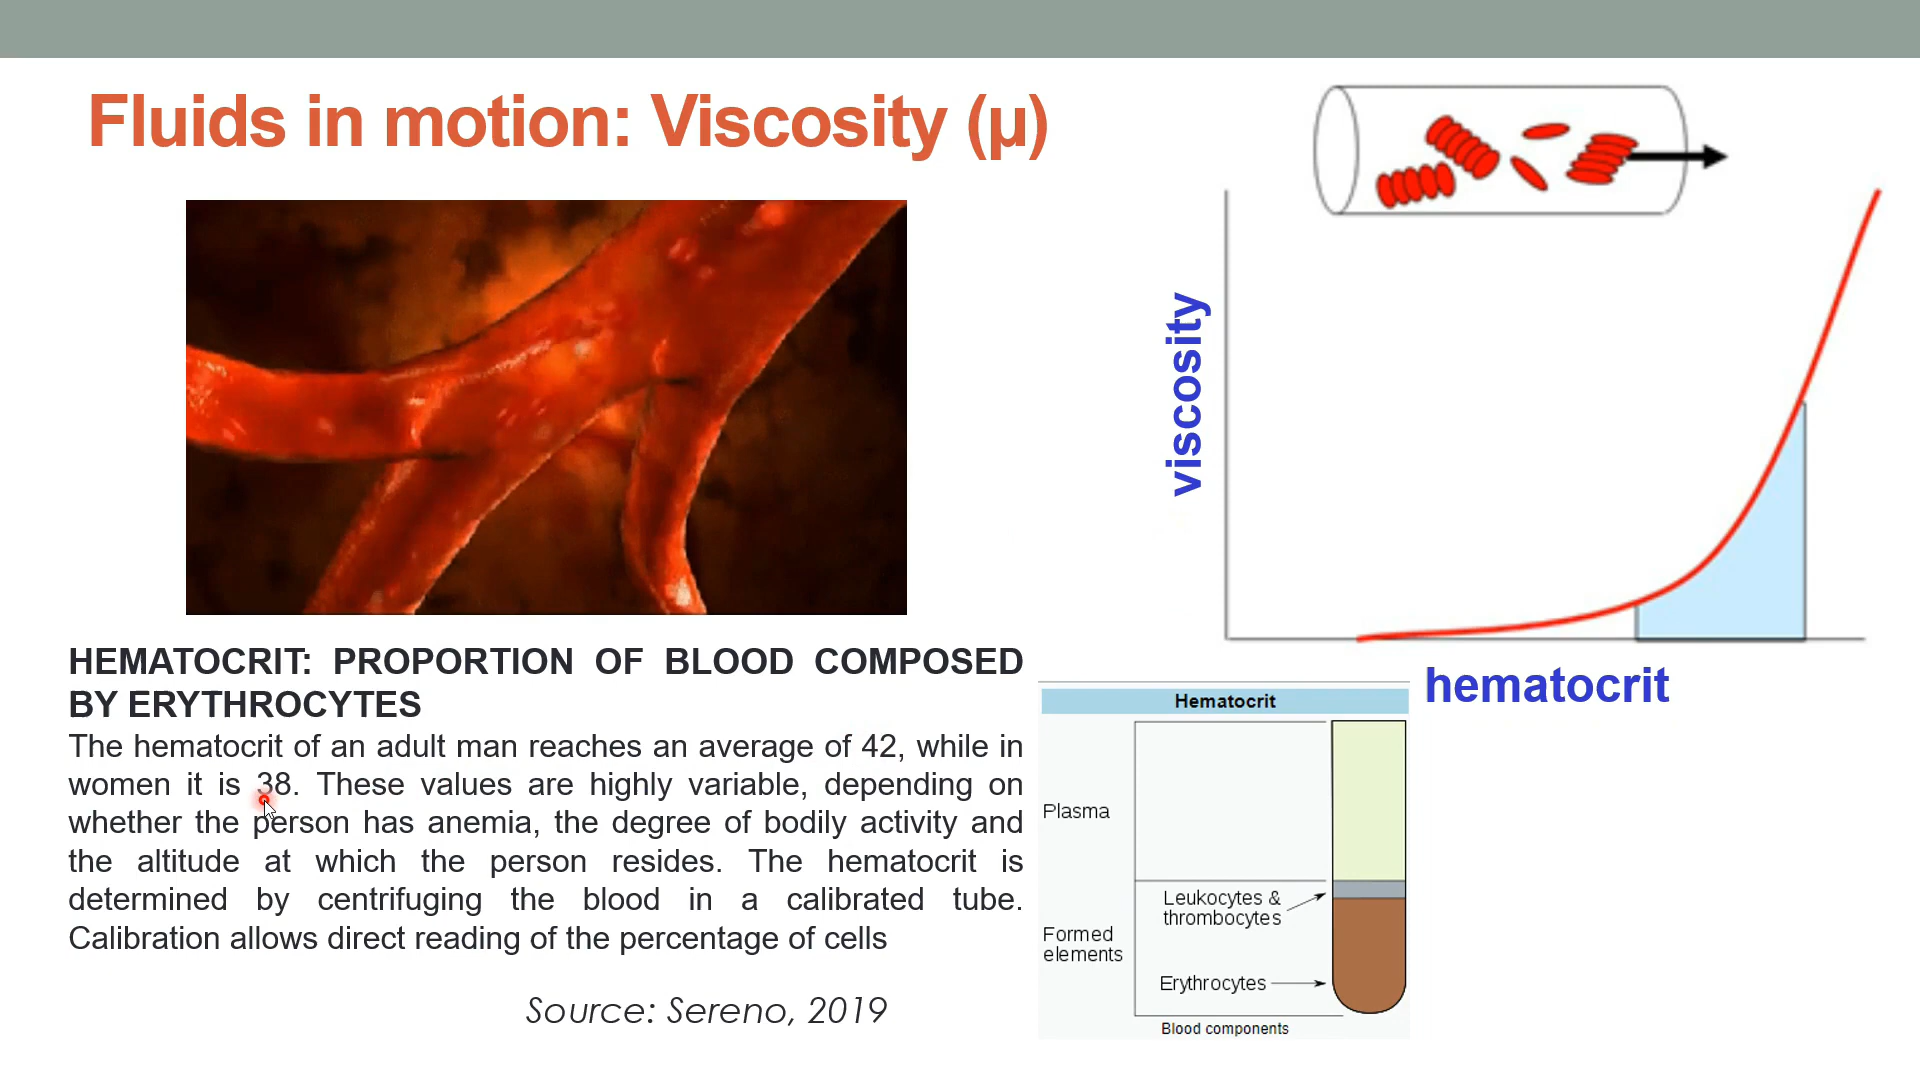 Fluids in motion: Viscosity (µ)
viscosity
hematocrit
HEMATOCRIT: PROPORTION OF BLOOD COMPOSED
BY ERYTHROCYTES
The hematocrit of an adult man reaches an average of 42, while in
women it is 38. These values are highly variable, depending on
whether the person has anemia, the degree of bodily activity and
the altitude at which the person resides. The hematocrit is
determined by centrifuging the blood in a calibrated tube.
Calibration allows direct reading of the percentage of cells
Source: Sereno, 2019
Hematocrit
Plasma
Leukocytes &
thrombocytes
Formed
elements
Erythrocytes
Blood components